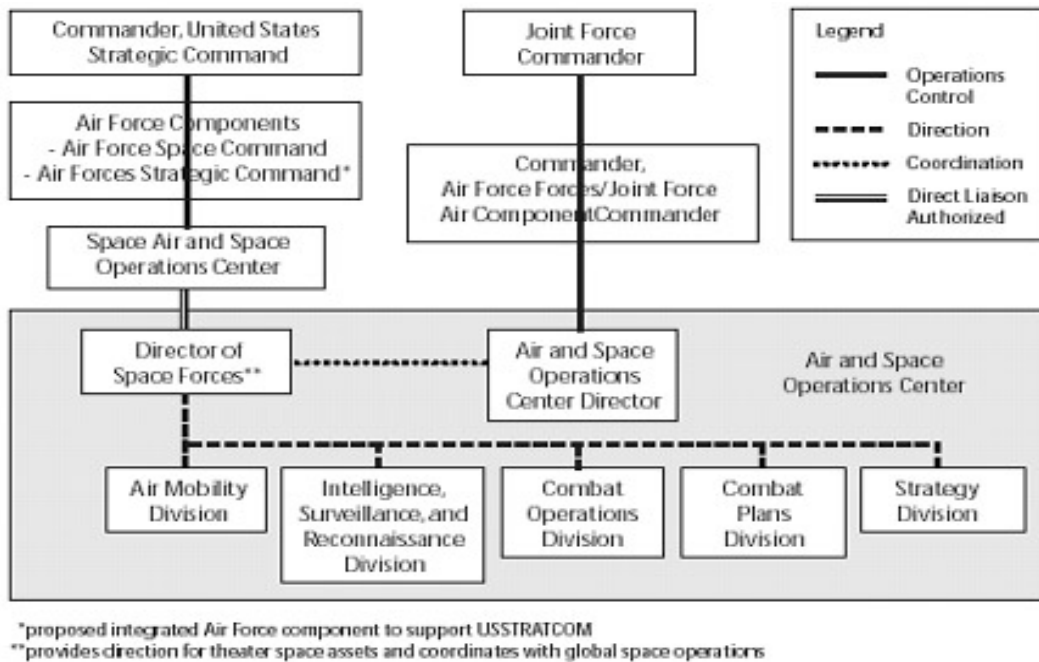 Commander, United States
Strategic Command
Joint Force
Commander
Legend
Operations
Control
Direction
Coordination
Direct Liaison
Authorized
Air Force Components
- Air Force Space Command
- Air Forces Strategic Command*
Commander,
Air Force Forces/Joint Force
Air Component Commander
Space Air and Space
Operations Center
Director of
Space Forces**
Air and Space
Operations
Center Director
Air and Space
Operations Center
Air Mobility
Division
Intelligence,
Surveillance, and
Reconnaissance
Division
Combat
Operations
Division
Combat
Plans
Division
Strategy
Division
*proposed integrated Air Force component to support USSTRATCOM
**provides direction for theater space assets and coordinates with global space operations